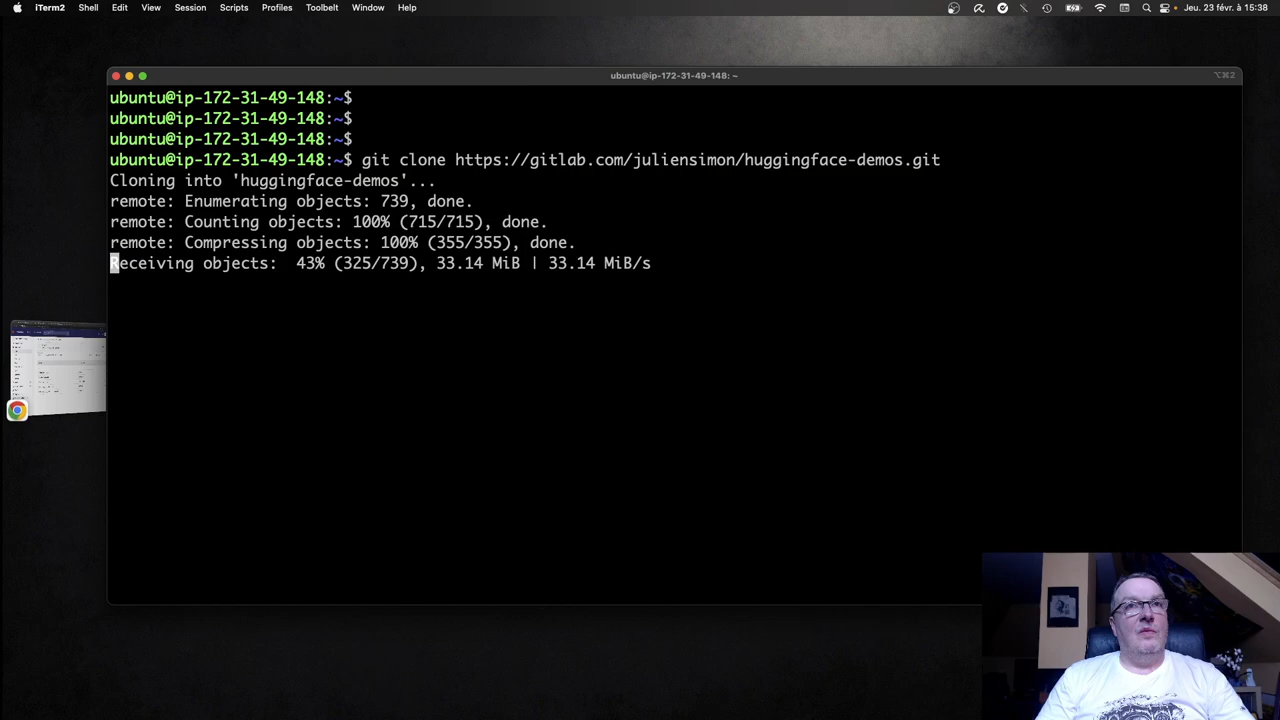 iTerm2 Shell Edit View Session Scripts Profiles Toolbelt Window Help Jeu. 23 févr. à 15:38
ubuntu@ip-172-31-49-148: ~ ⌥⌘2
ubuntu@ip-172-31-49-148:~$
ubuntu@ip-172-31-49-148:~$
ubuntu@ip-172-31-49-148:~$
ubuntu@ip-172-31-49-148:~$ git clone https://gitlab.com/juliensimon/huggingface-demos.git
Cloning into 'huggingface-demos'...
remote: Enumerating objects: 739, done.
remote: Counting objects: 100% (715/715), done.
remote: Compressing objects: 100% (355/355), done.
Receiving objects:  43% (325/739), 33.14 MiB | 33.14 MiB/s